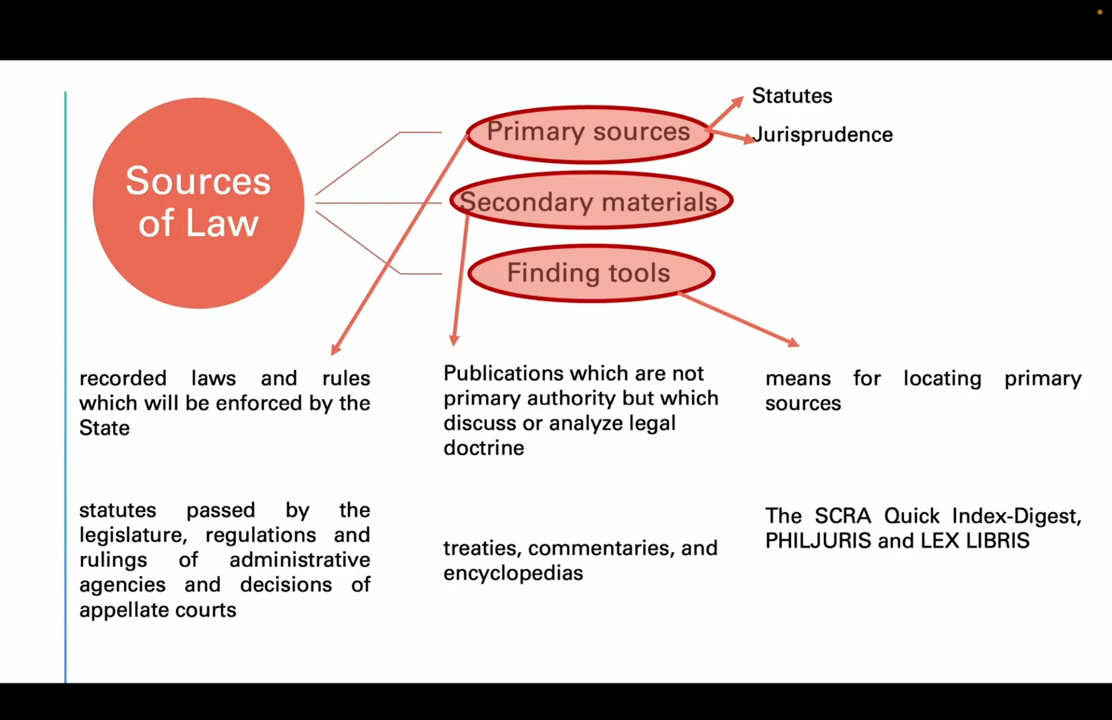 Sources
of Law
Primary sources
Secondary materials
Finding tools
Statutes
Jurisprudence
recorded laws and rules
which will be enforced by the
State
statutes passed by the
legislature, regulations and
rulings of administrative
agencies and decisions of
appellate courts
Publications which are not
primary authority but which
discuss or analyze legal
doctrine
treaties, commentaries, and
encyclopedias
means for locating primary
sources
The SCRA Quick Index-Digest,
PHILJURIS and LEX LIBRIS